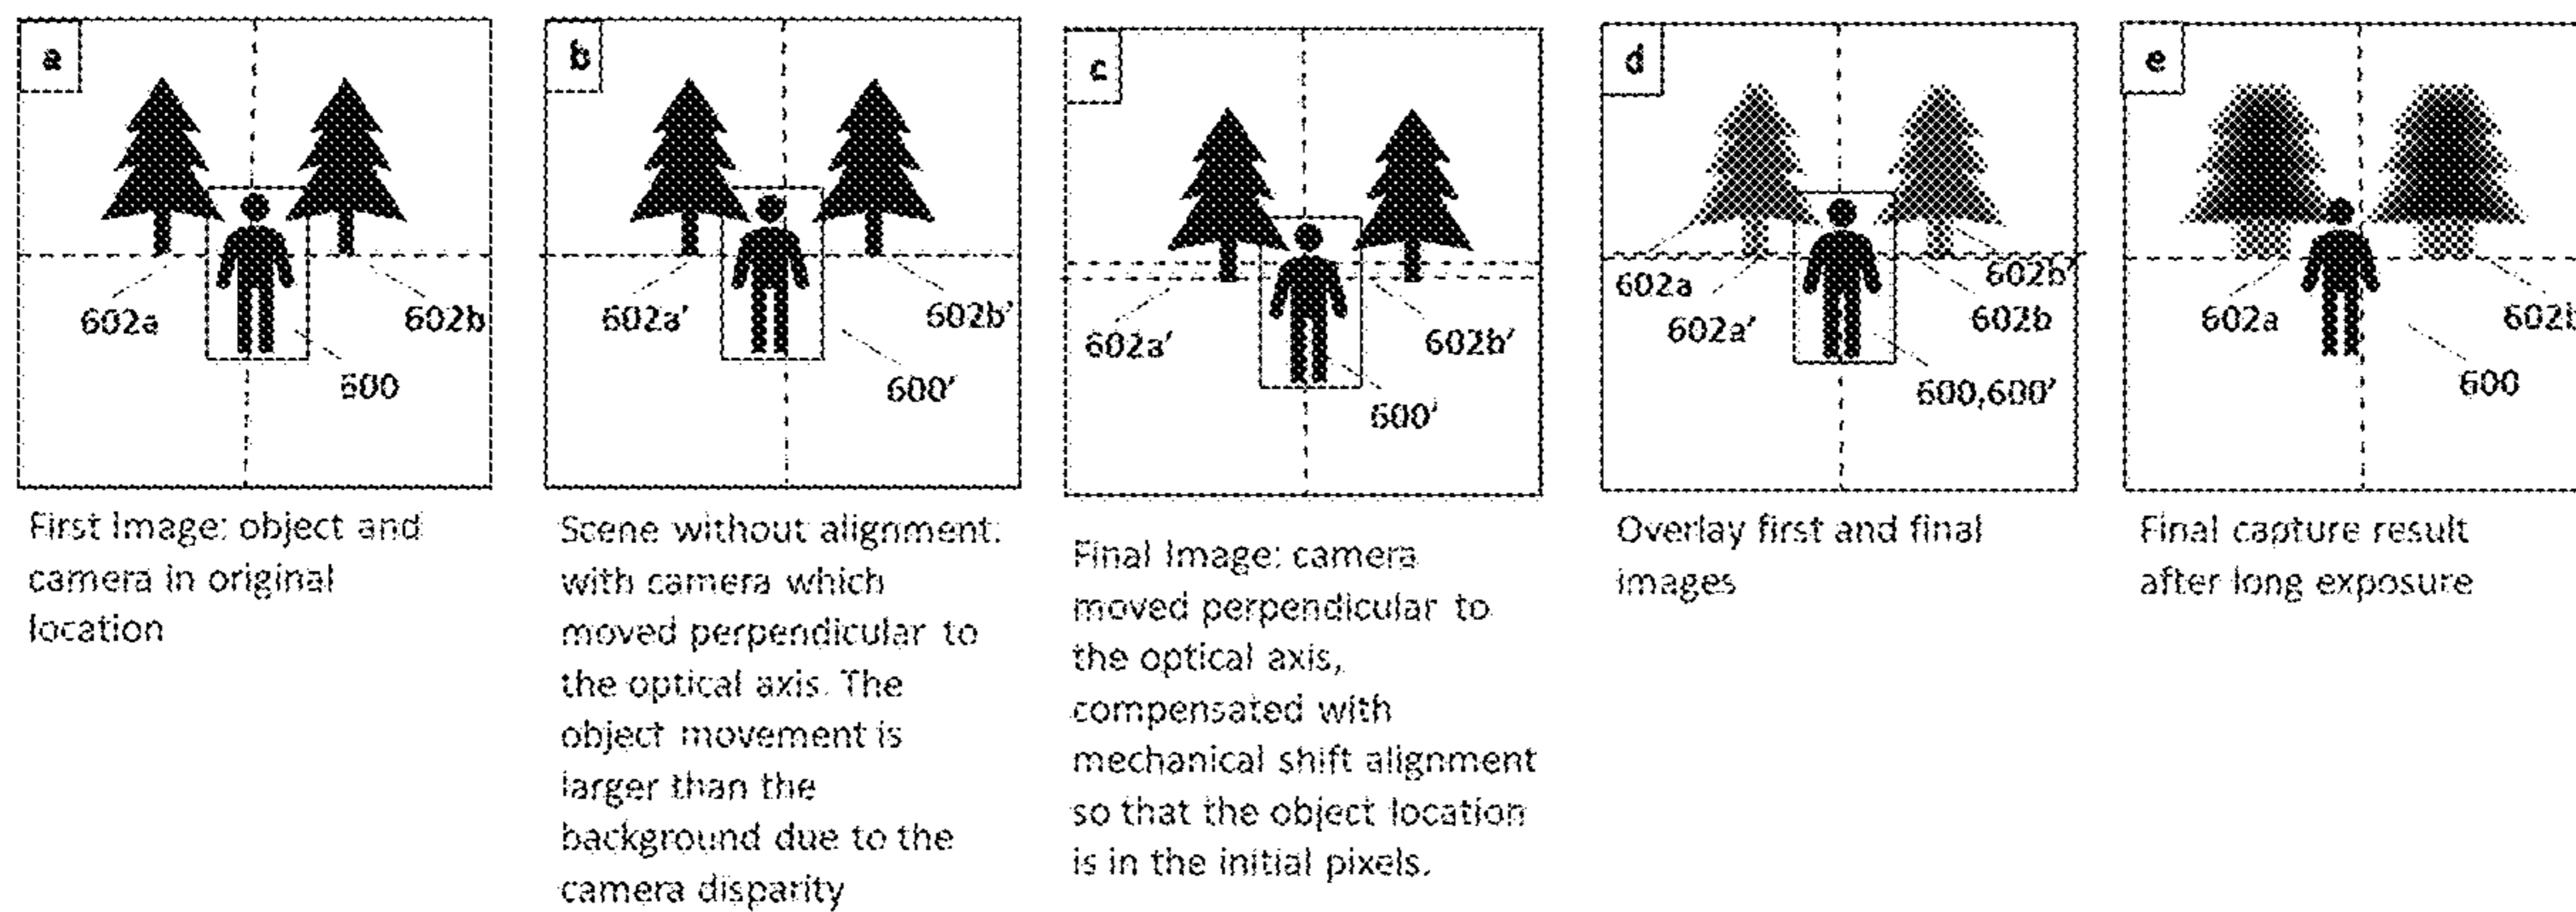 a
602a
602b
600
First Image: object and
camera in original
location
b
602a'
602b'
600'
Scene without alignment:
with camera which
moved perpendicular to
the optical axis. The
object movement is
larger than the
background due to the
camera disparity
c
602a'
602b'
600'
Final Image: camera
moved perpendicular to
the optical axis,
compensated with
mechanical shift alignment
so that the object location
is in the initial pixels.
d
602a
602b'
602a'
602b
600,600'
Overlay first and final
images
e
602a
602b
600
Final capture result
after long exposure